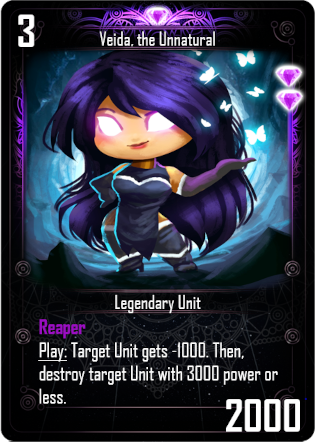 3
Veida, the Unnatural
Legendary Unit
Reaper
Play: Target Unit gets -1000. Then,
destroy target Unit with 3000 power or
less.
2000